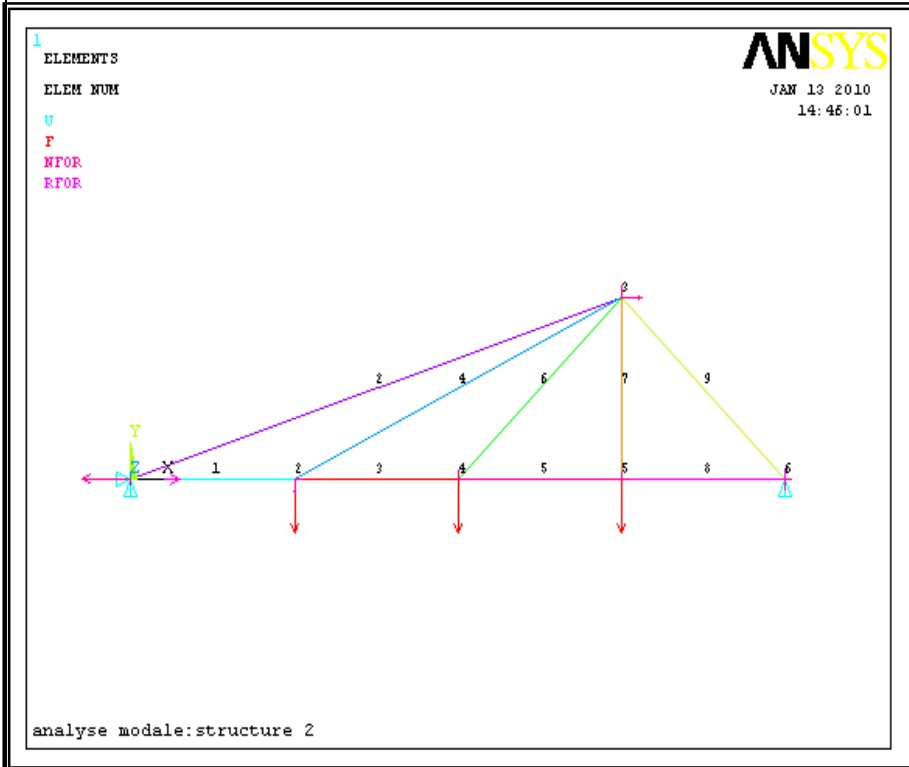 1
ELEMENTS
ELEM NUM
U
F
NFOR
RFOR
ANSYS
JAN 13 2010
14:46:01
3
2 4 6 7 9
Y
Z X 1 2 3 4 5 5 8 6
analyse modale:structure 2